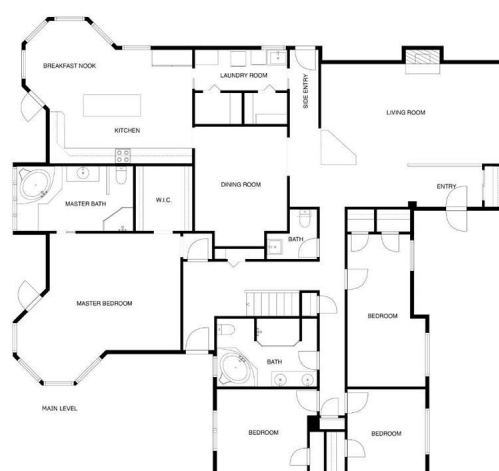 BREAKFAST NOOK
LAUNDRY ROOM
SIDE ENTRY
LIVING ROOM
KITCHEN
DINING ROOM
ENTRY
MASTER BATH
W.I.C.
BATH
MASTER BEDROOM
BEDROOM
BATH
MAIN LEVEL
BEDROOM
BEDROOM